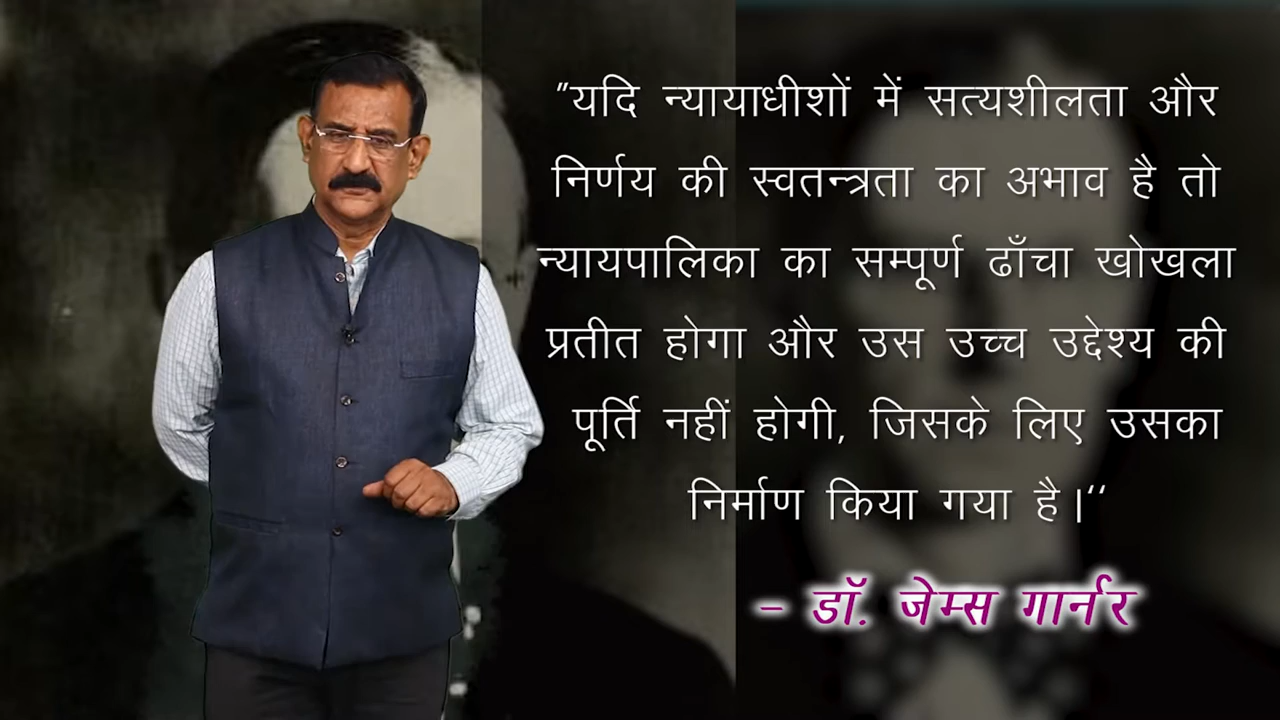 "यदि न्यायाधीशों में सत्यशीलता और
निर्णय की स्वतन्त्रता का अभाव है तो
न्यायपालिका का सम्पूर्ण ढाँचा खोखला
प्रतीत होगा और उस उच्च उद्देश्य की
पूर्ति नहीं होगी, जिसके लिए उसका
निर्माण किया गया है।‘‘
– डॉ. जेम्स गार्नर